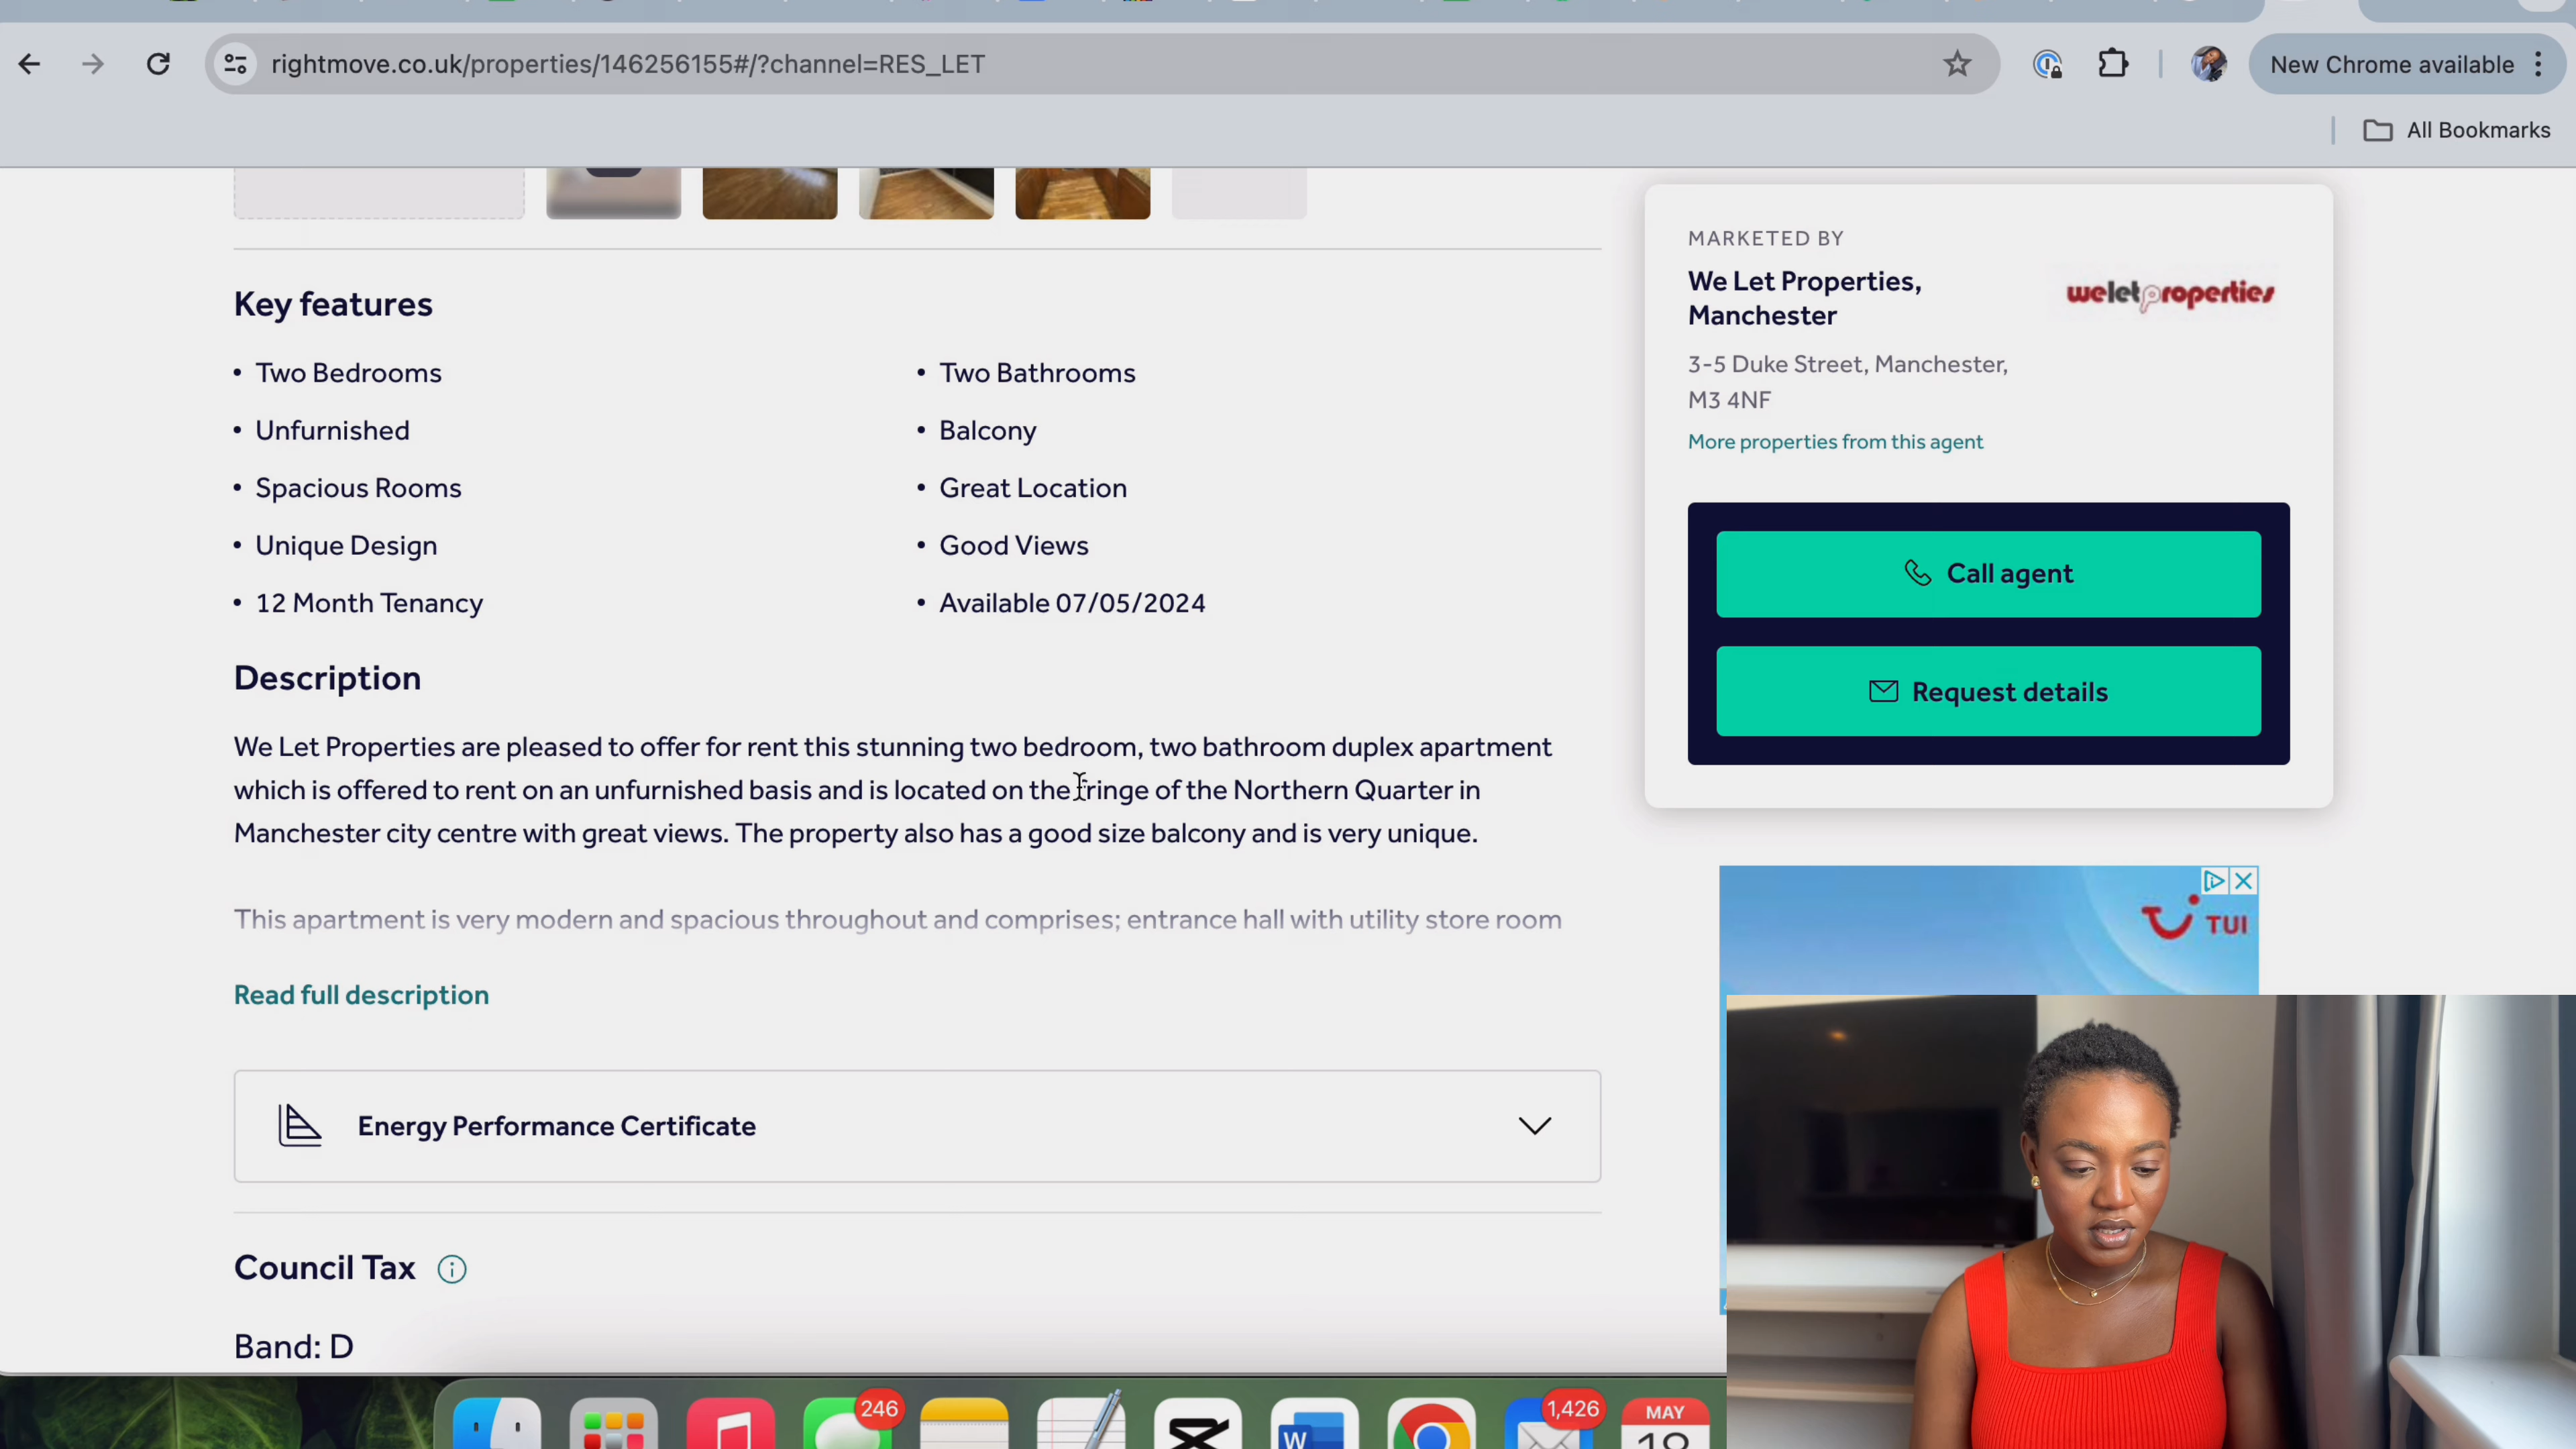 rightmove.co.uk/properties/146256155#/?channel=RES_LET
New Chrome available
All Bookmarks
Key features
• Two Bedrooms
• Two Bathrooms
• Unfurnished
• Balcony
• Spacious Rooms
• Great Location
• Unique Design
• Good Views
• 12 Month Tenancy
• Available 07/05/2024
Description
We Let Properties are pleased to offer for rent this stunning two bedroom, two bathroom duplex apartment
which is offered to rent on an unfurnished basis and is located on the fringe of the Northern Quarter in
Manchester city centre with great views. The property also has a good size balcony and is very unique.
This apartment is very modern and spacious throughout and comprises; entrance hall with utility store room
Read full description
Energy Performance Certificate
Council Tax
Band: D
MARKETED BY
We Let Properties,
Manchester
weletproperties
3-5 Duke Street, Manchester,
M3 4NF
More properties from this agent
Call agent
Request details
TUI
246
W
1,426
MAY